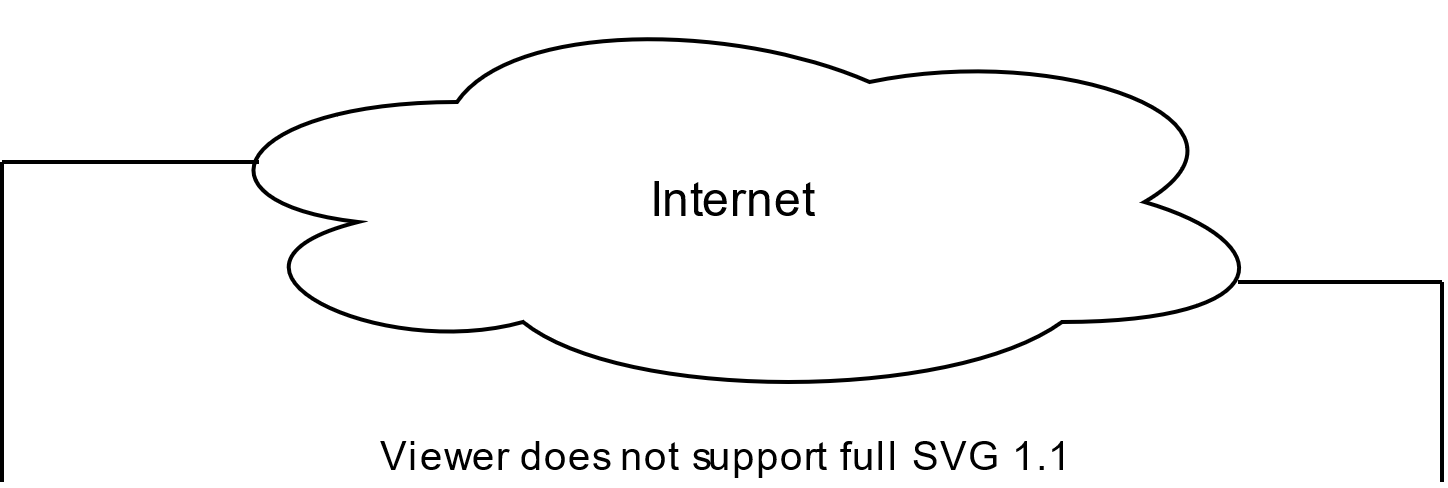 Internet
Viewer does not support full SVG 1.1